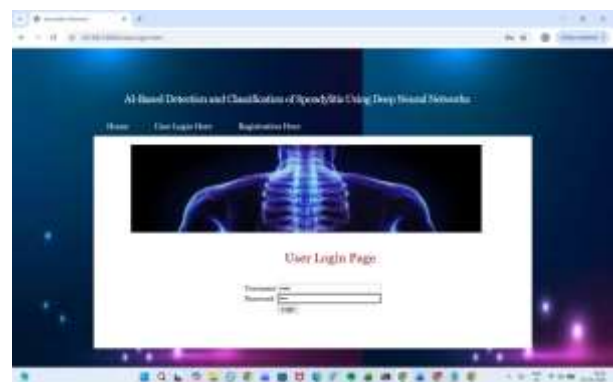 AI-Based Detection and Classification of Spondylitis Using Deep Neural Networks
Home User Login Here Registration Here
User Login Page
Username
Password
Login